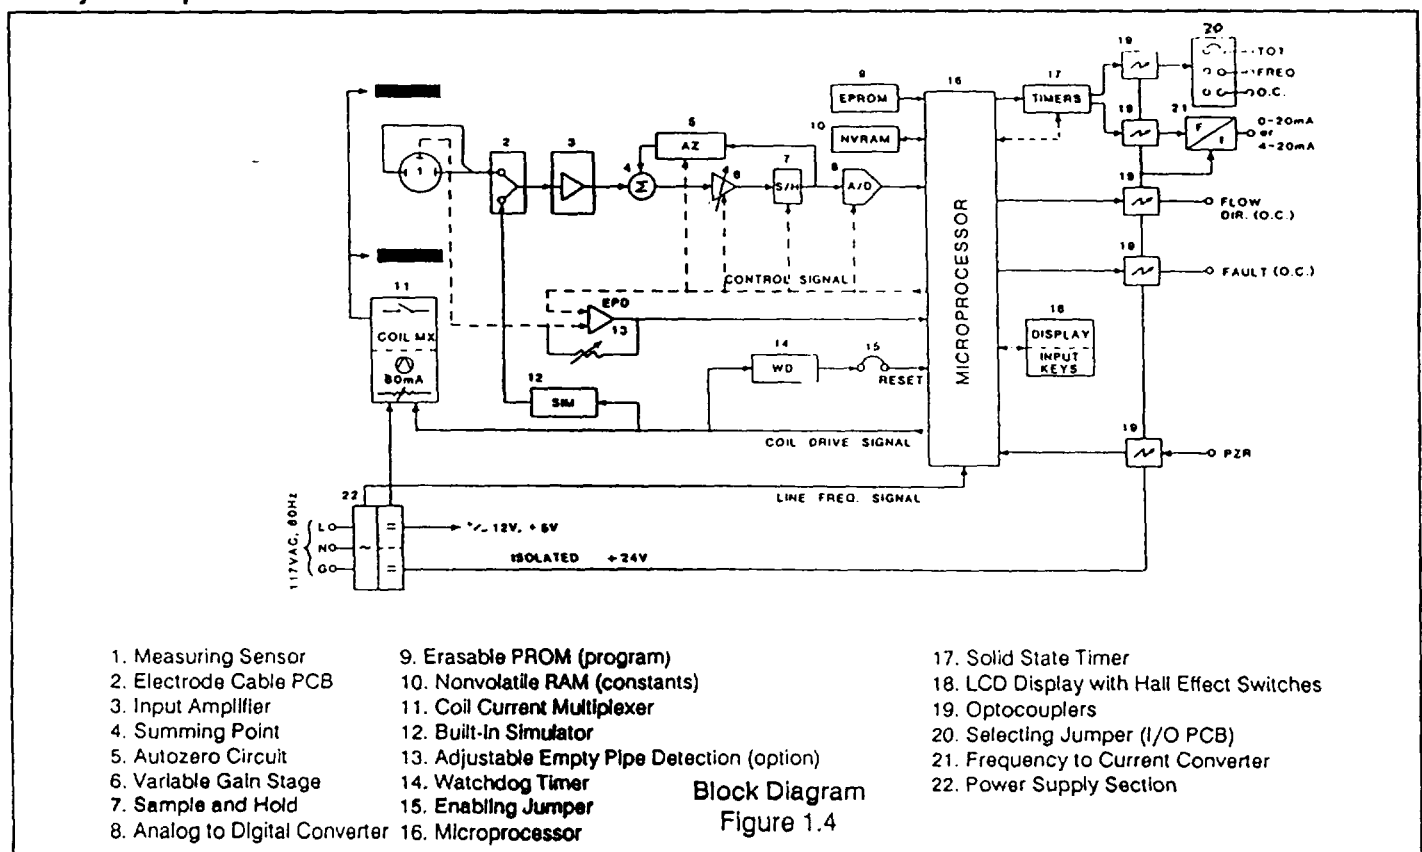 19
20
TOT
FREQ
O.C.
9
EPROM
16
17
TIMERS
19
21
F
I
0-20mA
or
4-20mA
10
NVRAM
5
AZ
2
3
4
Σ
6
7
S/H
8
A/D
1
MICROPROCESSOR
19
FLOW
DIR. (O.C.)
19
FAULT (O.C.)
CONTROL SIGNAL
11
COIL MX
80mA
EPD
13
18
DISPLAY
INPUT
KEYS
14
WD
15
RESET
12
SIM
COIL DRIVE SIGNAL
19
PZR
LINE FREQ. SIGNAL
22
117VAC, 60Hz
L
N
G
~
=
=
+/- 12V, +5V
ISOLATED +24V
1. Measuring Sensor
2. Electrode Cable PCB
3. Input Amplifier
4. Summing Point
5. Autozero Circuit
6. Variable Gain Stage
7. Sample and Hold
8. Analog to Digital Converter
9. Erasable PROM (program)
10. Nonvolatile RAM (constants)
11. Coil Current Multiplexer
12. Built-in Simulator
13. Adjustable Empty Pipe Detection (option)
14. Watchdog Timer
15. Enabling Jumper
16. Microprocessor
17. Solid State Timer
18. LCD Display with Hall Effect Switches
19. Optocouplers
20. Selecting Jumper (I/O PCB)
21. Frequency to Current Converter
22. Power Supply Section
Block Diagram
Figure 1.4